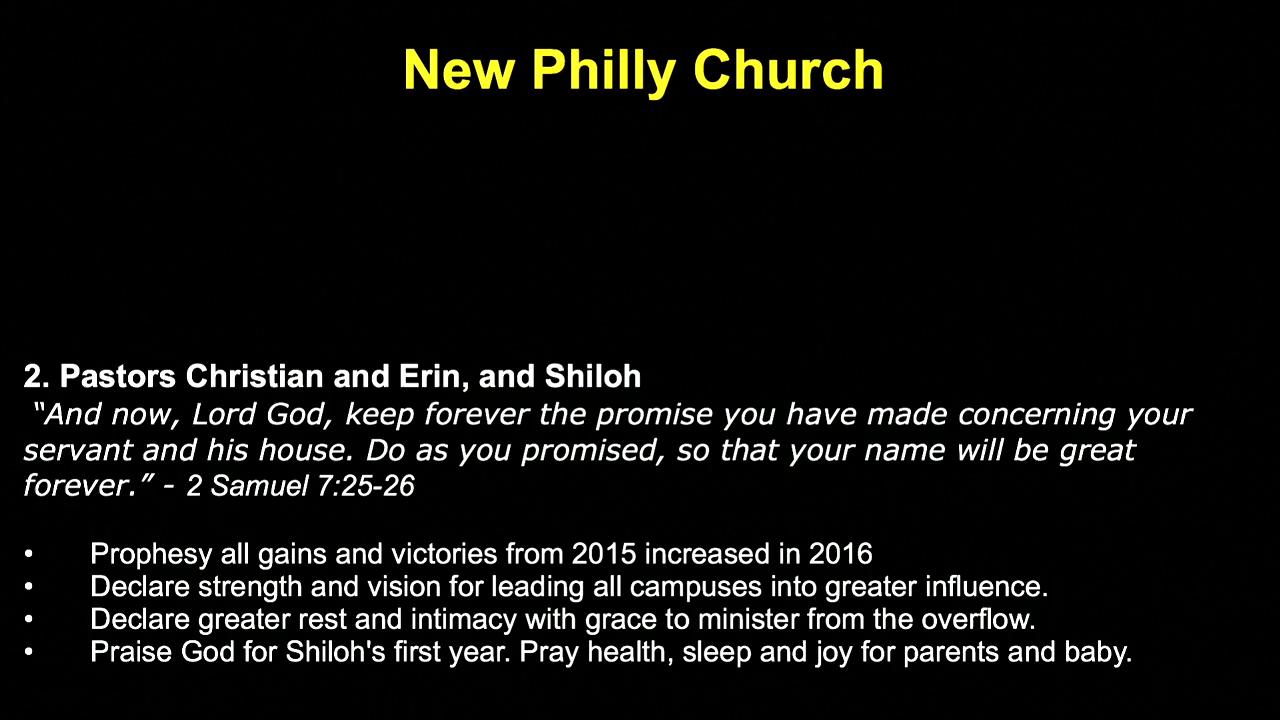 New Philly Church
2. Pastors Christian and Erin, and Shiloh
“And now, Lord God, keep forever the promise you have made concerning your
servant and his house. Do as you promised, so that your name will be great
forever.” - 2 Samuel 7:25-26
• Prophesy all gains and victories from 2015 increased in 2016
• Declare strength and vision for leading all campuses into greater influence.
• Declare greater rest and intimacy with grace to minister from the overflow.
• Praise God for Shiloh's first year. Pray health, sleep and joy for parents and baby.